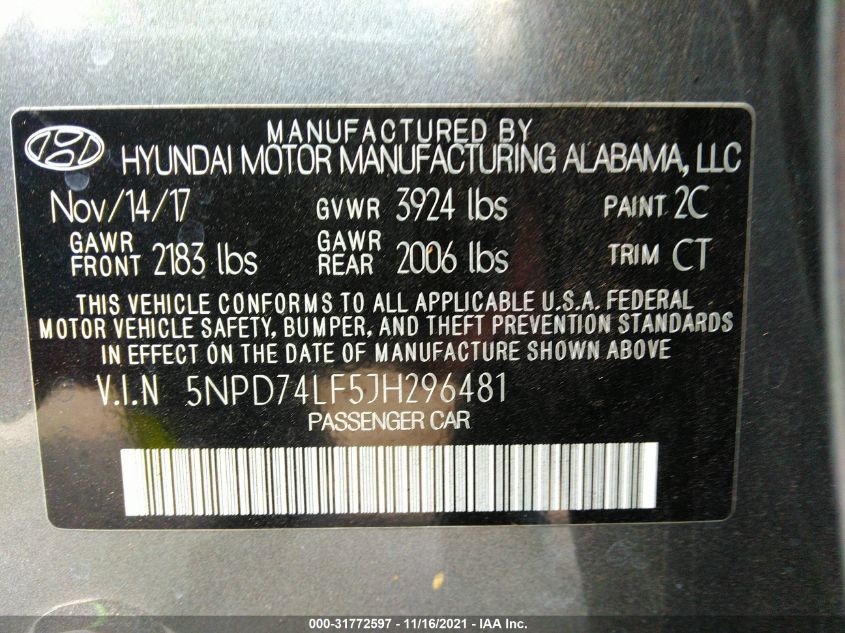 MANUFACTURED BY
HYUNDAI MOTOR MANUFACTURING ALABAMA, LLC
Nov/14/17 GVWR 3924 lbs PAINT 2C
GAWR FRONT 2183 lbs GAWR REAR 2006 lbs TRIM CT
THIS VEHICLE CONFORMS TO ALL APPLICABLE U.S.A. FEDERAL
MOTOR VEHICLE SAFETY, BUMPER, AND THEFT PREVENTION STANDARDS
IN EFFECT ON THE DATE OF MANUFACTURE SHOWN ABOVE
V.I.N 5NPD74LF5JH296481
PASSENGER CAR
000-31772597 - 11/16/2021 - IAA Inc.